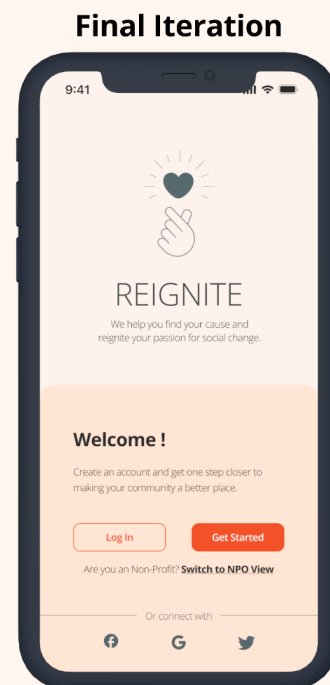 Final Iteration
9:41
REIGNITE
We help you find your cause and
reignite your passion for social change.
Welcome !
Create an account and get one step closer to
making your community a better place.
Log In
Get Started
Are you an Non-Profit? Switch to NPO View
Or connect with